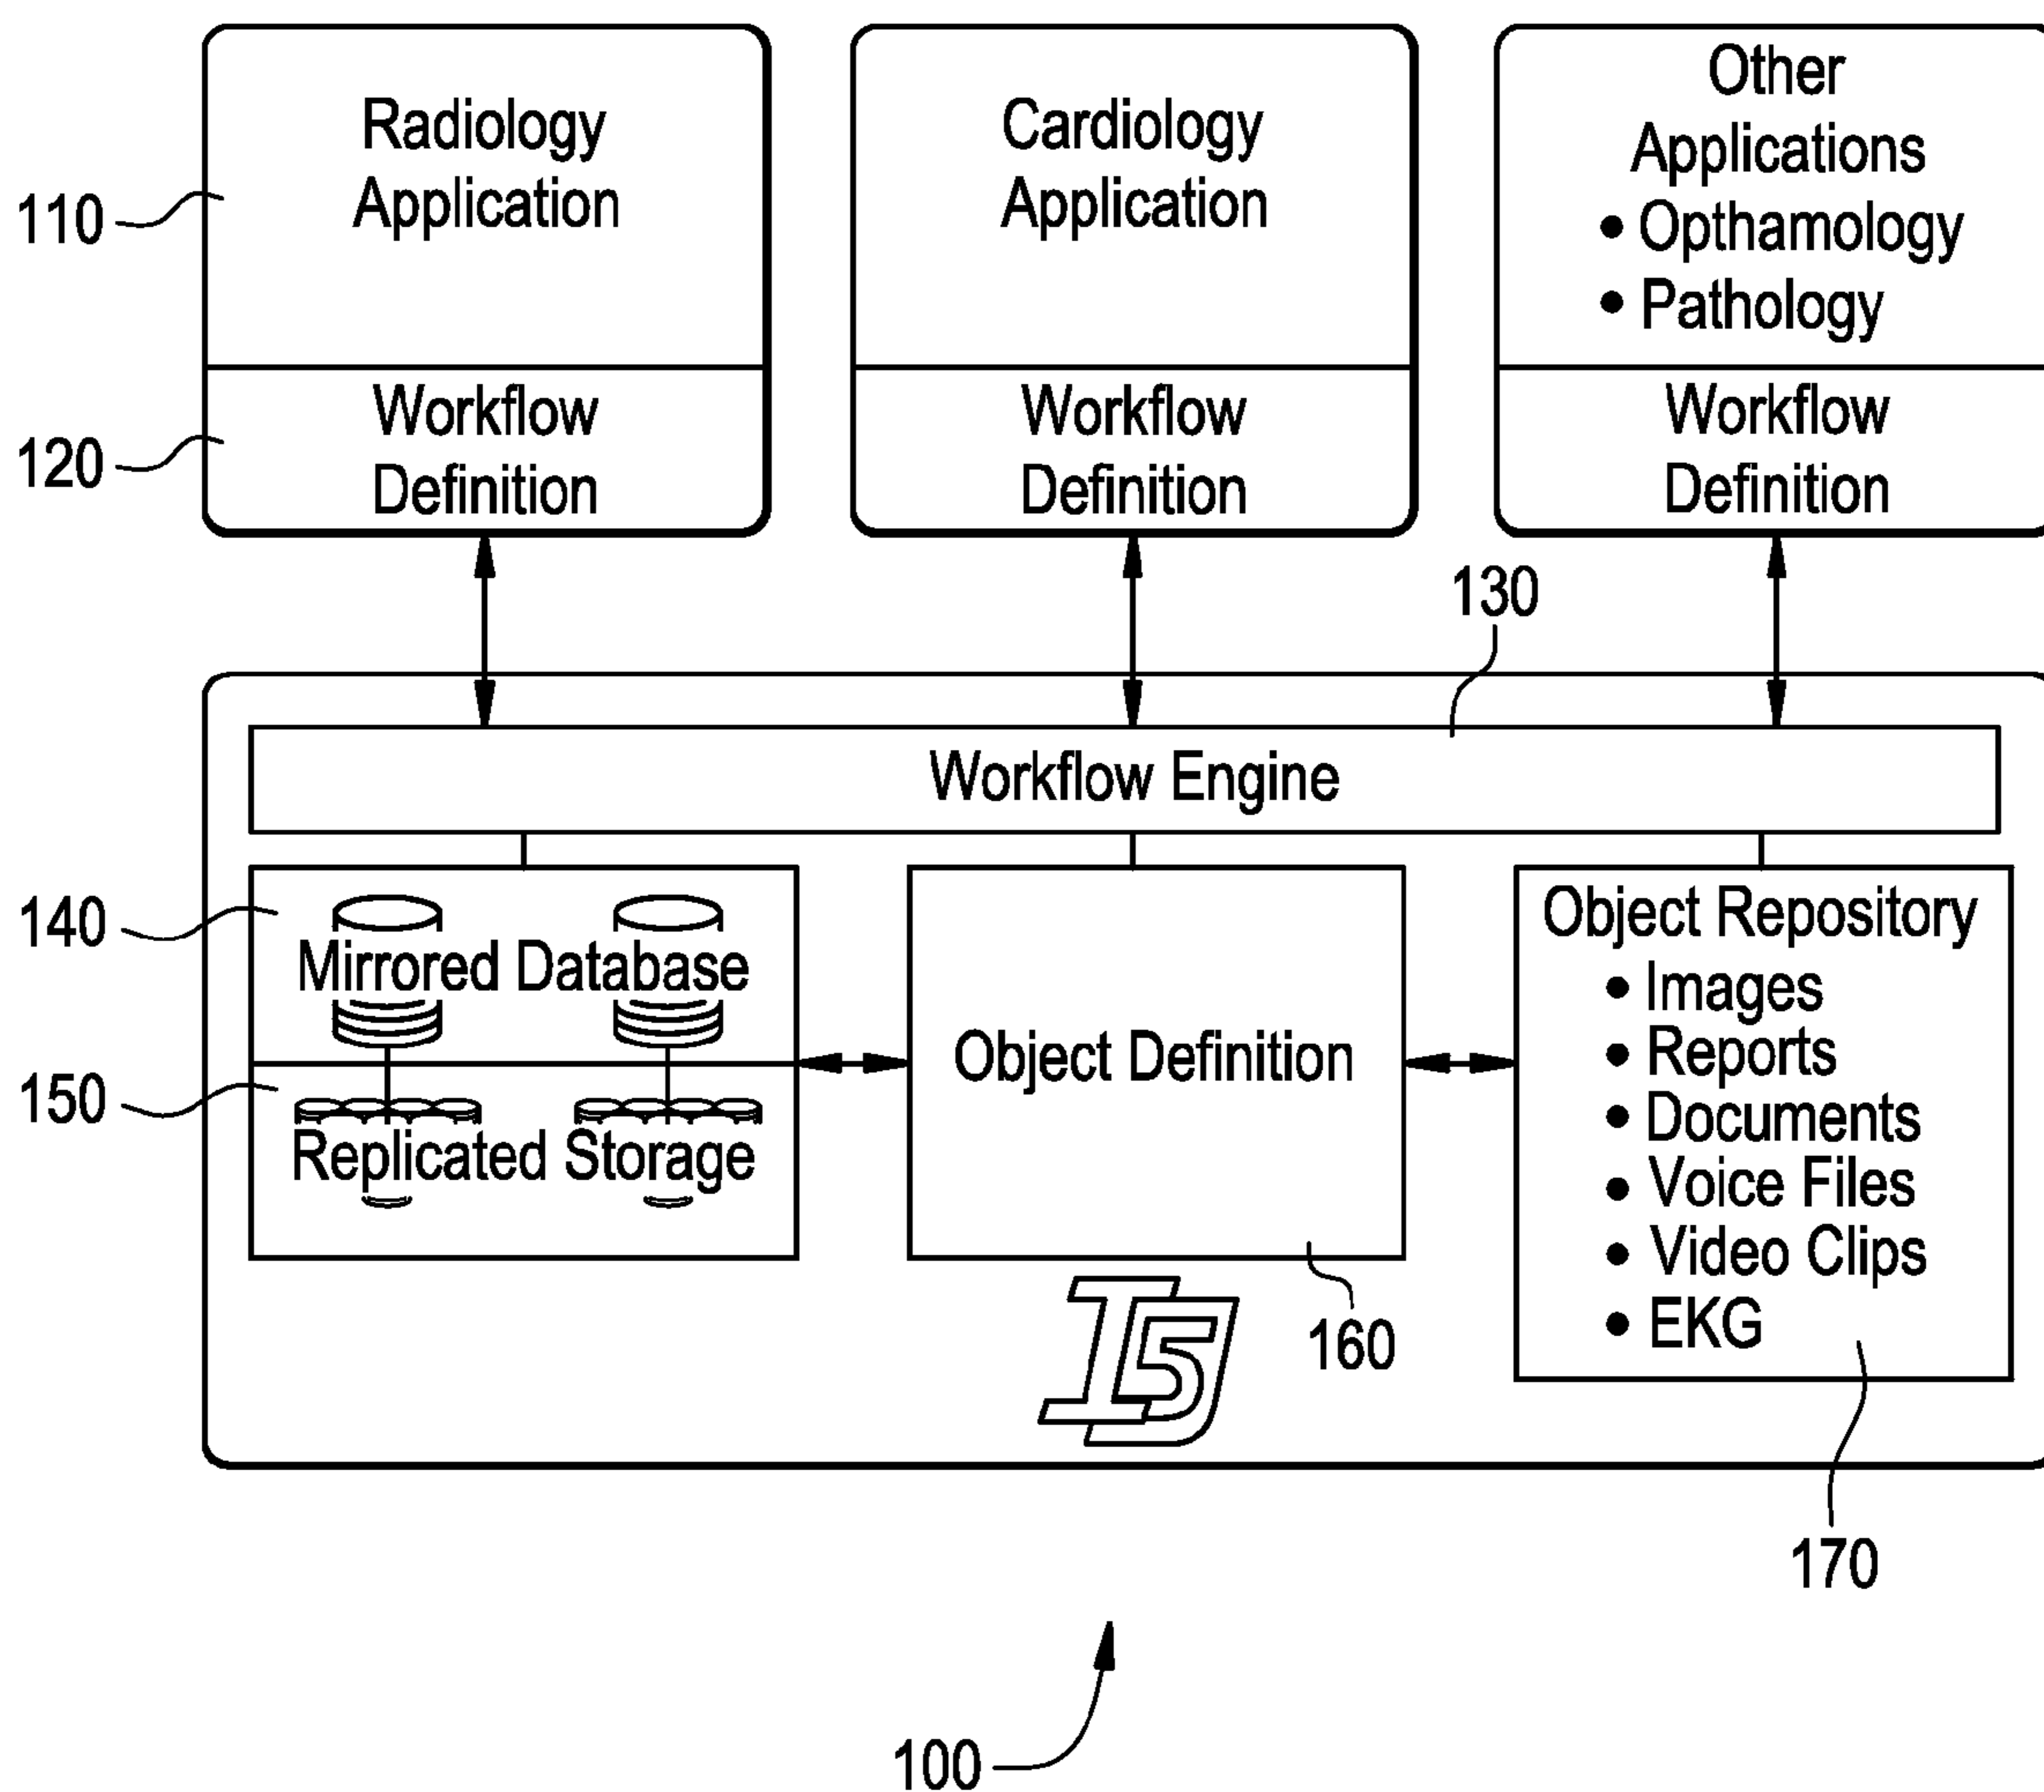 Radiology
Application
Cardiology
Application
Other
Applications
• Opthamology
• Pathology
110
Workflow
Definition
Workflow
Definition
Workflow
Definition
120
130
Workflow Engine
140
Mirrored Database
150
Replicated Storage
Object Definition
Object Repository
• Images
• Reports
• Documents
• Voice Files
• Video Clips
• EKG
I5
160
170
100